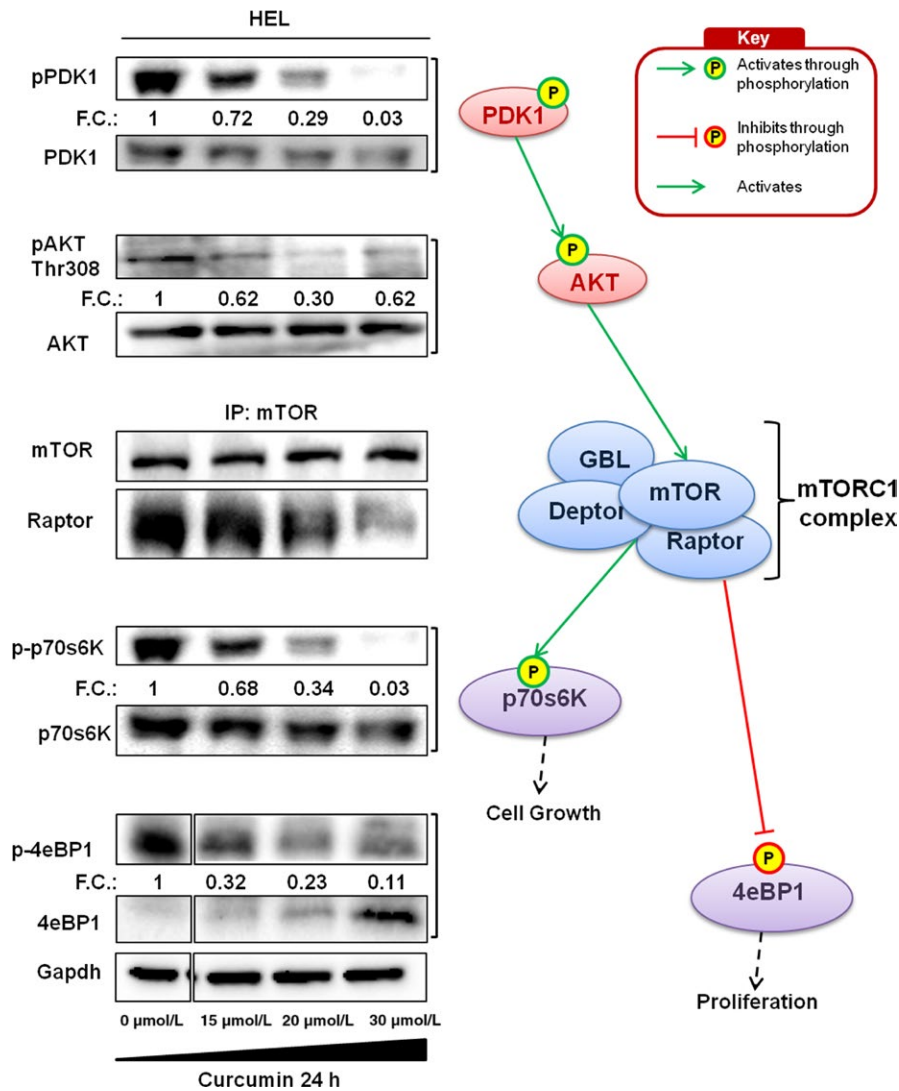 HEL
pPDK1
F.C.: 1 0.72 0.29 0.03
PDK1
pAKT
Thr308
F.C.: 1 0.62 0.30 0.62
AKT
IP: mTOR
mTOR
Raptor
p-p70s6K
F.C.: 1 0.68 0.34 0.03
p70s6K
p-4eBP1
F.C.: 1 0.32 0.23 0.11
4eBP1
Gapdh
0 µmol/L 15 µmol/L 20 µmol/L 30 µmol/L
Curcumin 24 h
Key
P Activates through
phosphorylation
P Inhibits through
phosphorylation
Activates
P
PDK1
P
AKT
GBL
mTOR
Deptor
Raptor
mTORC1
complex
P
p70s6K
Cell Growth
P
4eBP1
Proliferation